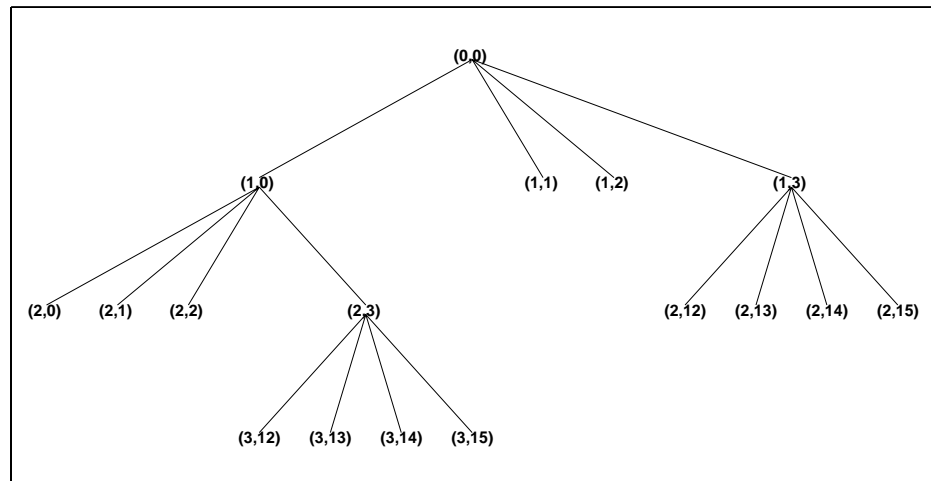 (0,0)
(1,0) (1,1) (1,2) (1,3)
(2,0) (2,1) (2,2) (2,3) (2,12) (2,13) (2,14) (2,15)
(3,12) (3,13) (3,14) (3,15)